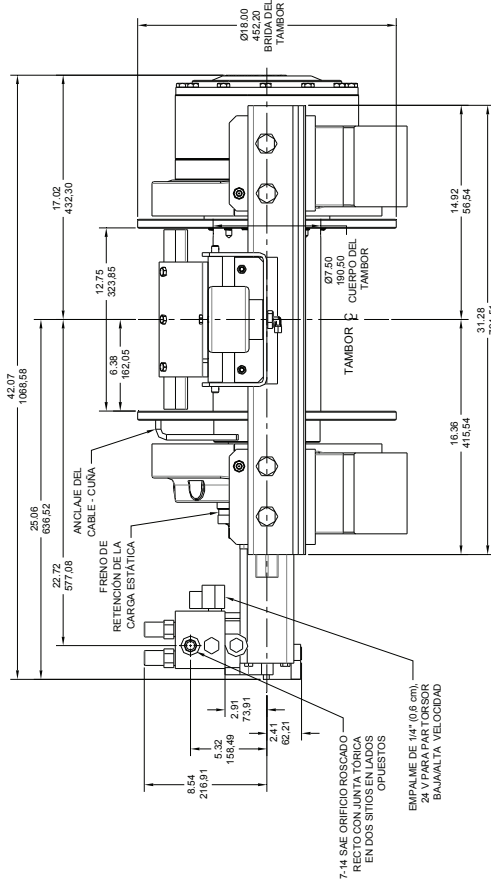 42.07
1068,58
25.06
636,52
17.02
432,30
22.72
577,08
12.75
323,85
6.38
162,05
Ø18.00
452,20
BRIDA DEL
TAMBOR
ANCLAJE DEL
CABLE - CUÑA
FRENO DE
RETENCIÓN DE LA
CARGA ESTÁTICA
8.54
216,91
5.32
158,49
2.91
73,91
2.41
62,21
Ø7.50
190,50
CUERPO DEL
TAMBOR
TAMBOR ℄
16.36
415,54
14.92
56,54
31.28
7-14 SAE ORIFICIO ROSCADO
RECTO CON JUNTA TÓRICA
EN DOS SITIOS EN LADOS
OPUESTOS
EMPALME DE 1/4" (0,6 cm),
24 V PARA PAR TORSOR
BAJA/ALTA VELOCIDAD